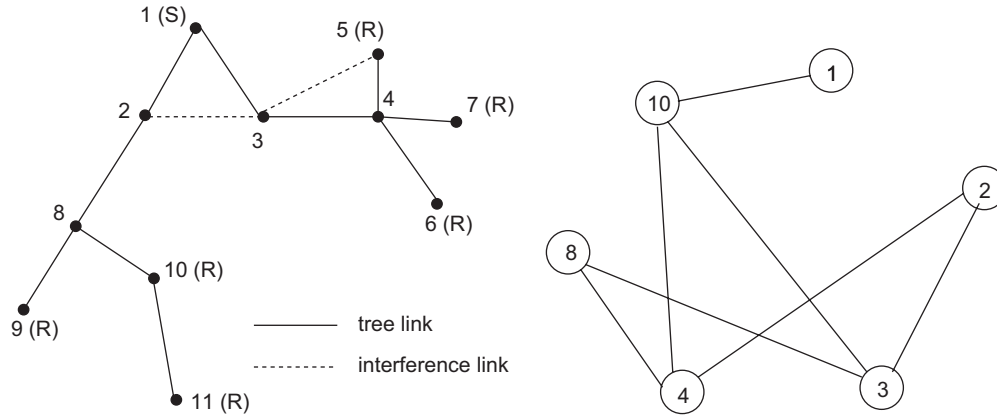 1 (S)
5 (R)
2
3
4
7 (R)
6 (R)
8
10 (R)
9 (R)
11 (R)
tree link
interference link
1
10
2
8
4
3